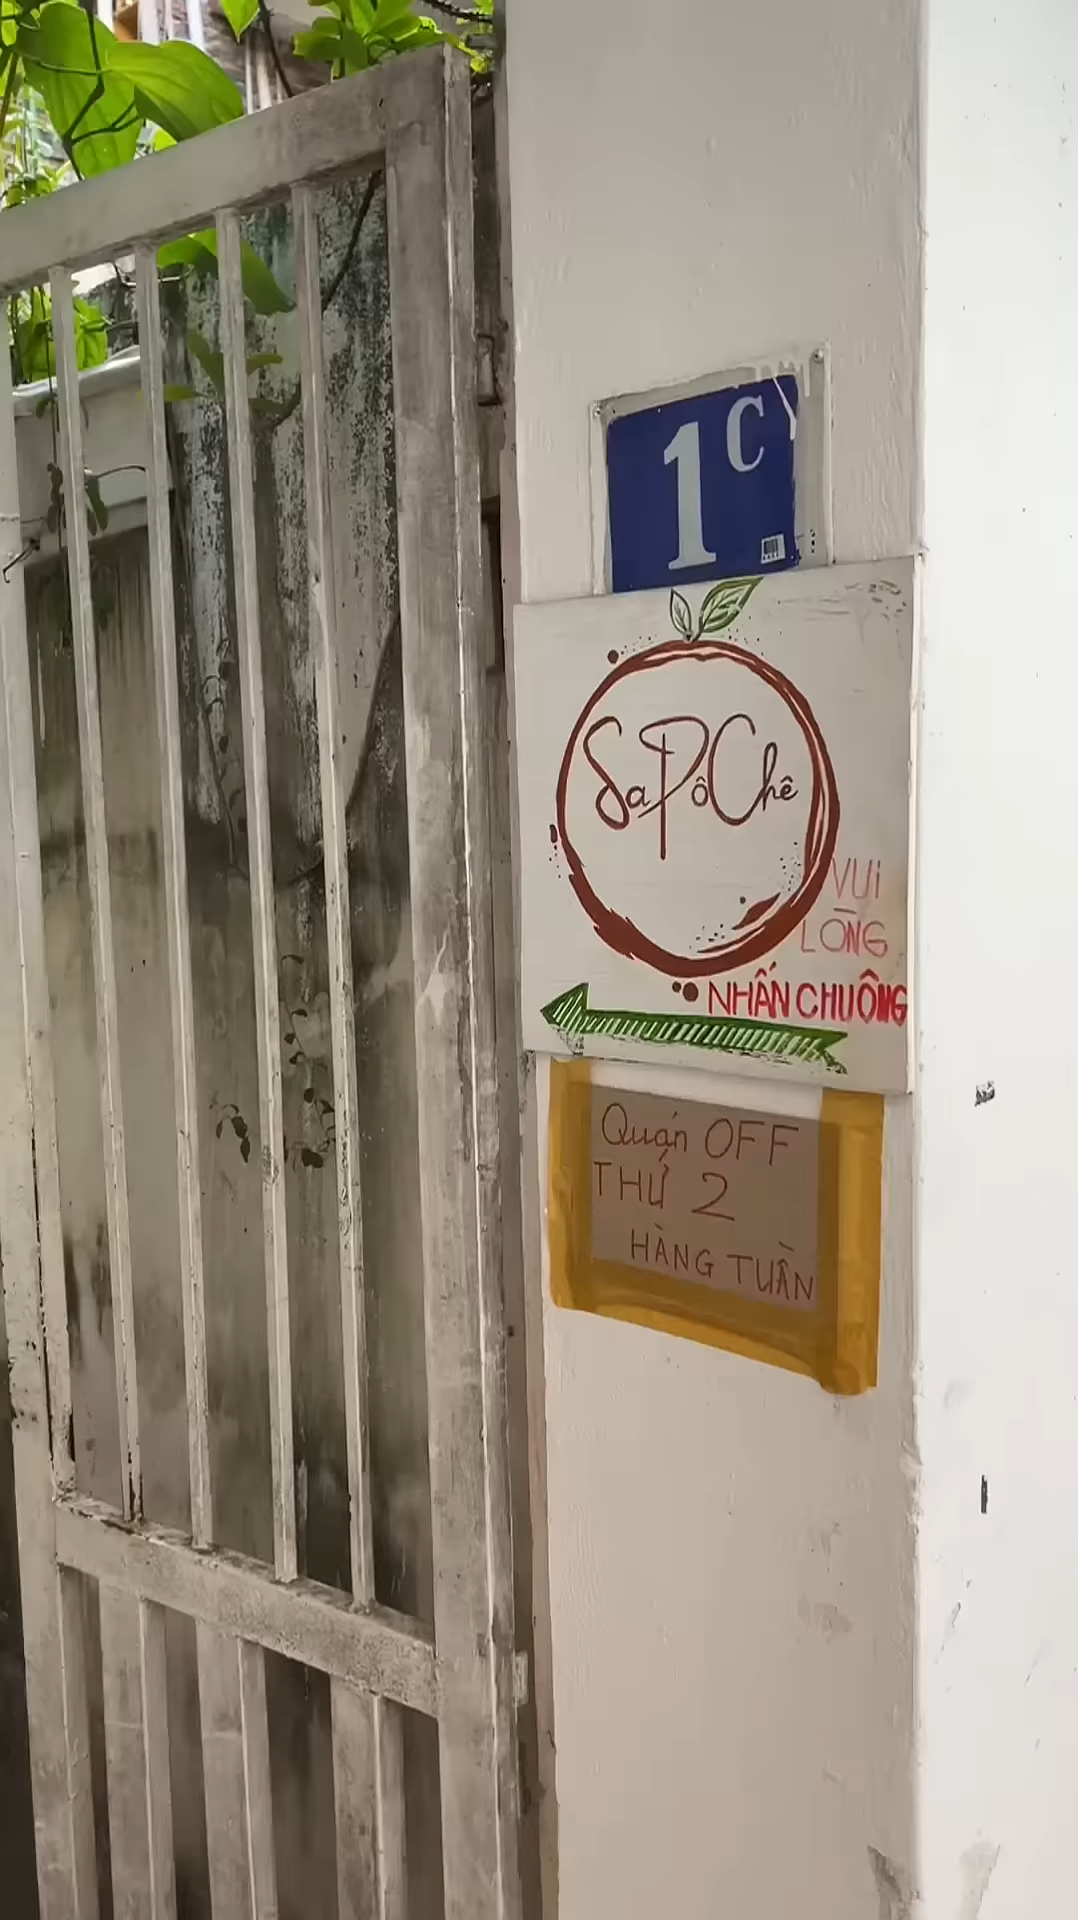 1C
SaPôChê
VUI
LÒNG
NHẤN CHUÔNG
Quán OFF
THỨ 2
HÀNG TUẦN